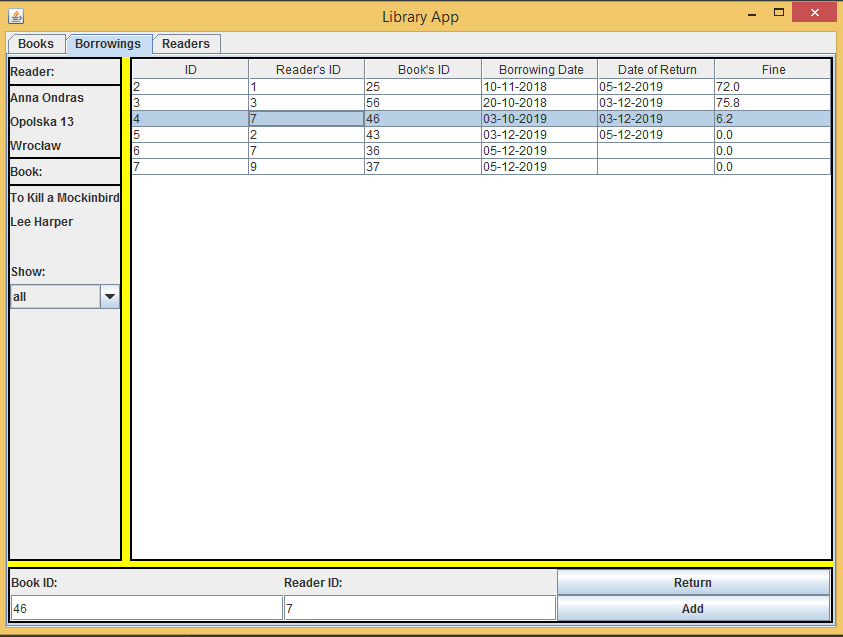 Library App
Books Borrowings Readers
Reader:
Anna Ondras
Opolska 13
Wrocław
Book:
To Kill a Mockinbird
Lee Harper
Show:
all
ID Reader's ID Book's ID Borrowing Date Date of Return Fine
2 1 25 10-11-2018 05-12-2019 72.0
3 3 56 20-10-2018 03-12-2019 75.8
4 7 46 03-10-2019 03-12-2019 6.2
5 2 43 03-12-2019 05-12-2019 0.0
6 7 36 05-12-2019 0.0
7 9 37 05-12-2019 0.0
Book ID: Reader ID: Return
46 7 Add